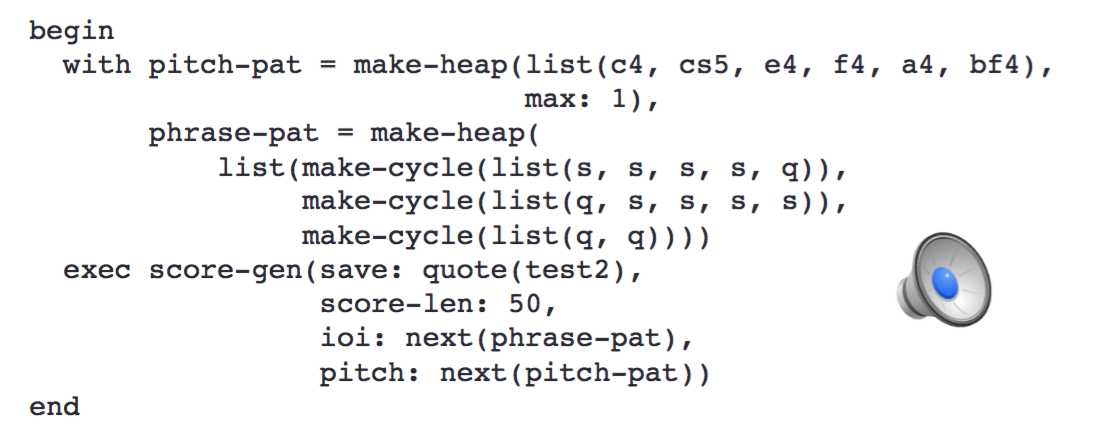 begin
  with pitch-pat = make-heap(list(c4, cs5, e4, f4, a4, bf4),
                             max: 1),
       phrase-pat = make-heap(
           list(make-cycle(list(s, s, s, s, q)),
                make-cycle(list(q, s, s, s, s)),
                make-cycle(list(q, q))))
  exec score-gen(save: quote(test2),
                 score-len: 50,
                 ioi: next(phrase-pat),
                 pitch: next(pitch-pat))
end